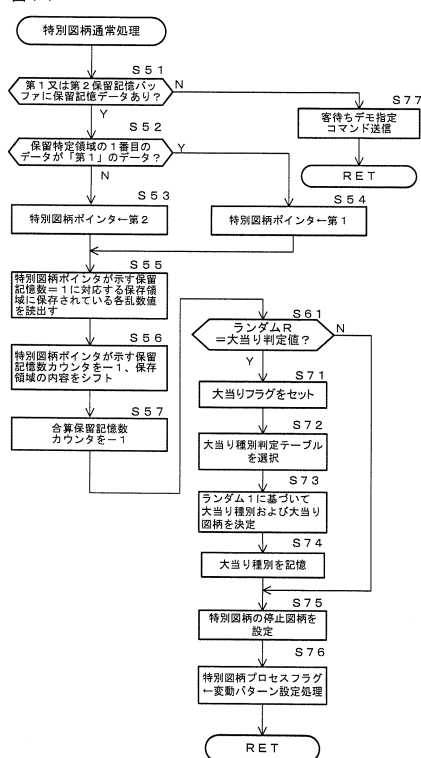 特別図柄通常処理
S51
第1又は第2保留記憶バッ
ファに保留記憶データあり？
N
Y
S77
客待ちデモ指定
コマンド送信
RET
S52
保留特定領域の1番目の
データが「第1」のデータ？
Y
N
S53
特別図柄ポインタ←第2
S54
特別図柄ポインタ←第1
S55
特別図柄ポインタが示す保留
記憶数＝1に対応する保存領
域に保存されている各乱数値
を読出す
S56
特別図柄ポインタが示す保留
記憶数カウンタを－1、保存
領域の内容をシフト
S57
合算保留記憶数
カウンタを－1
S61
ランダムR
＝大当り判定値？
N
Y
S71
大当りフラグをセット
S72
大当り種別判定テーブル
を選択
S73
ランダム1に基づいて
大当り種別および大当り
図柄を決定
S74
大当り種別を記憶
S75
特別図柄の停止図柄を
設定
S76
特別図柄プロセスフラグ
←変動パターン設定処理
RET